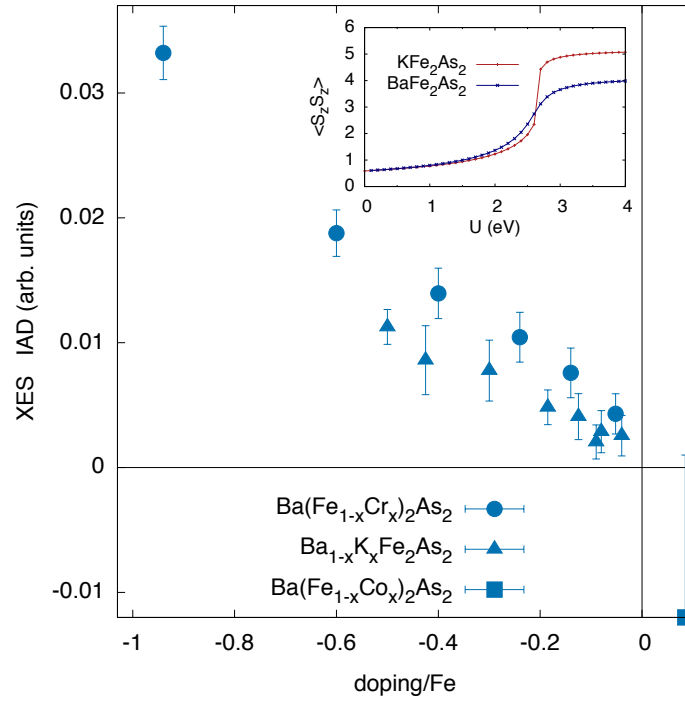 0.03
0.02
0.01
0
-0.01
XES IAD (arb. units)
-1
-0.8
-0.6
-0.4
-0.2
0
doping/Fe
Ba(Fe₁₋ₓCrₓ)₂As₂
Ba₁₋ₓKₓFe₂As₂
Ba(Fe₁₋ₓCoₓ)₂As₂
6
5
4
3
2
1
0
<S_zS_z>
KFe₂As₂
BaFe₂As₂
0
1
2
3
4
U (eV)